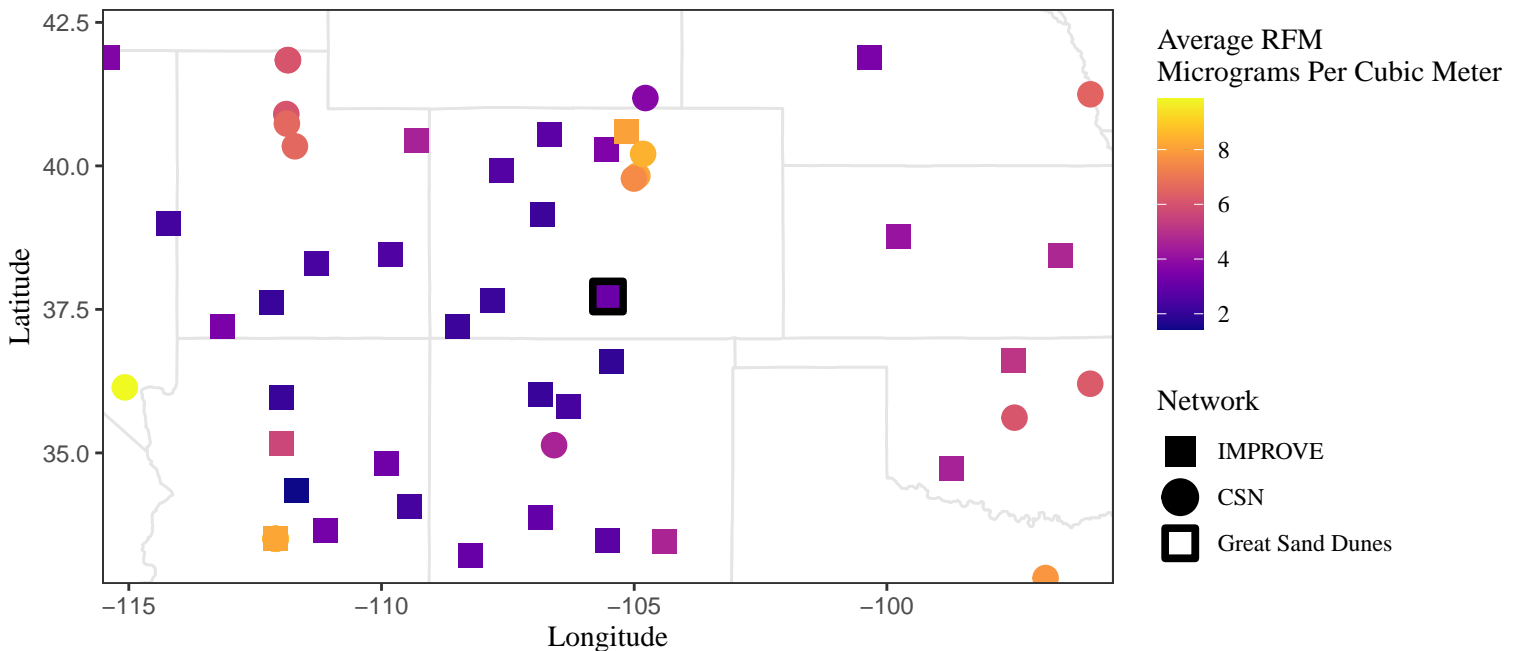 42.5
40.0
37.5
35.0
Latitude
−115
−110
−105
−100
Longitude
Average RFM
Micrograms Per Cubic Meter
8
6
4
2
Network
IMPROVE
CSN
Great Sand Dunes